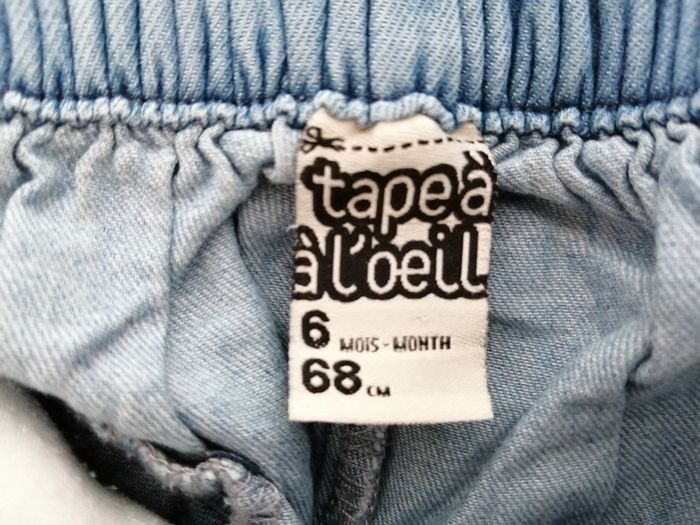 tape à
à l'oeil
6 MOIS - MONTH
68 CM